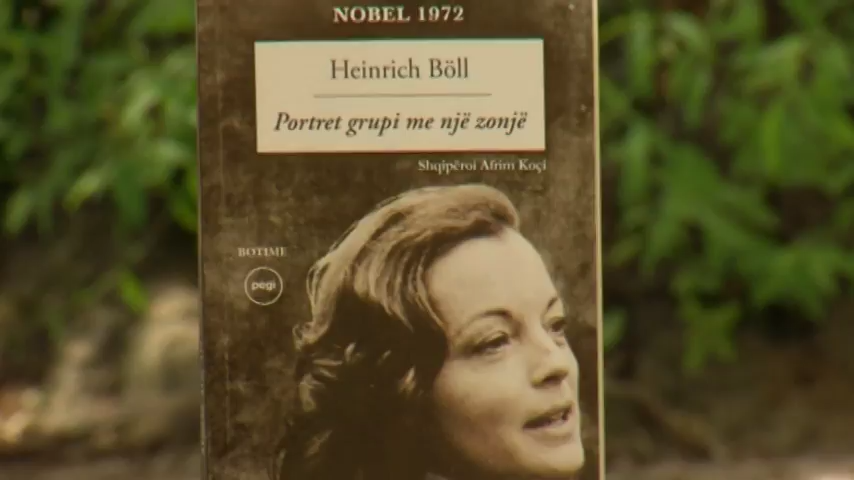 NOBEL 1972
Heinrich Böll
Portret grupi me një zonjë
Shqipëroi Afrim Koçi
BOTIME
pegi